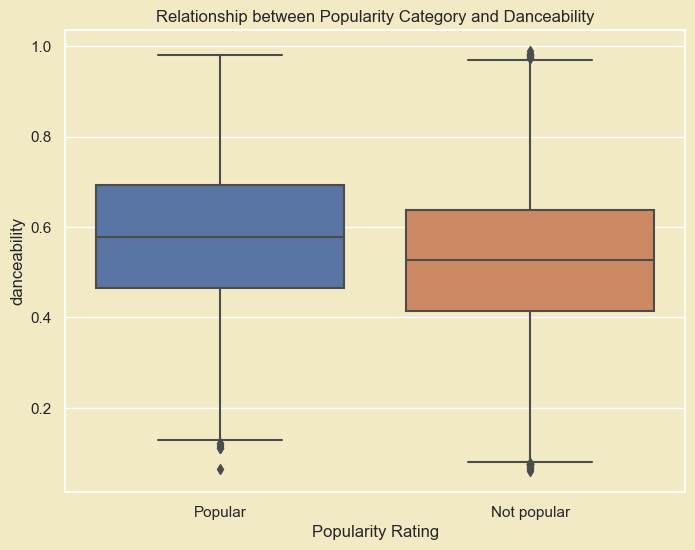 Relationship between Popularity Category and Danceability
1.0
0.8
0.6
0.4
0.2
danceability
Popular
Not popular
Popularity Rating